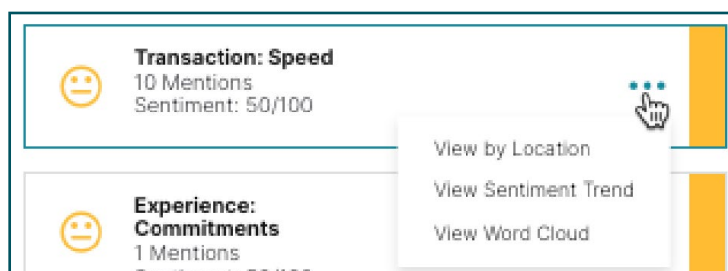 Transaction: Speed
10 Mentions
Sentiment: 50/100
View by Location
View Sentiment Trend
View Word Cloud
Experience:
Commitments
1 Mentions